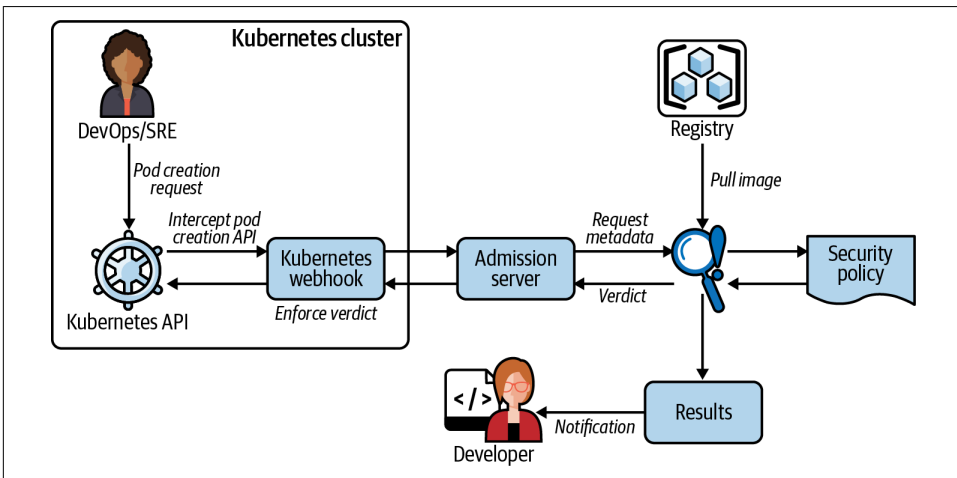 Kubernetes cluster
DevOps/SRE
Registry
Pod creation
request
Pull image
Intercept pod
creation API
Request
metadata
Kubernetes
webhook
Admission
server
Security
policy
Kubernetes API
Enforce verdict
Verdict
</>
Results
Notification
Developer